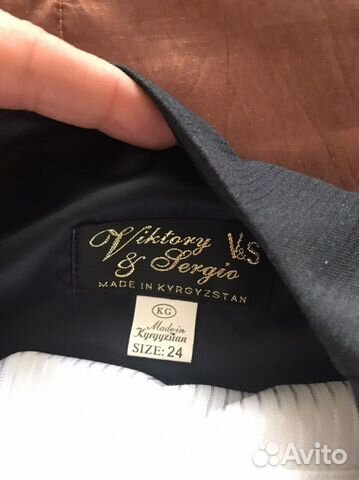 Viktory V&S
& Sergio
MADE IN KYRGYZSTAN
KG
Made in
Kyrgyzstan
SIZE: 24
Avito